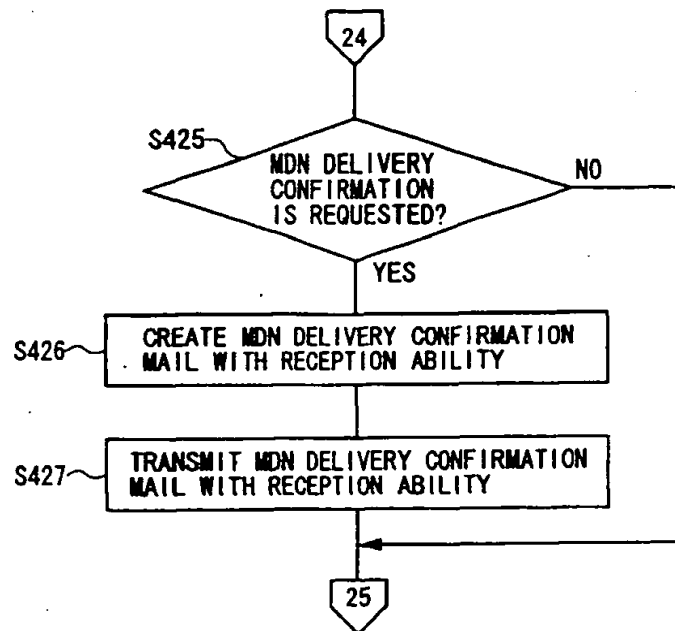 24
S425
MDN DELIVERY
CONFIRMATION
IS REQUESTED?
NO
YES
S426
CREATE MDN DELIVERY CONFIRMATION
MAIL WITH RECEPTION ABILITY
S427
TRANSMIT MDN DELIVERY CONFIRMATION
MAIL WITH RECEPTION ABILITY
25